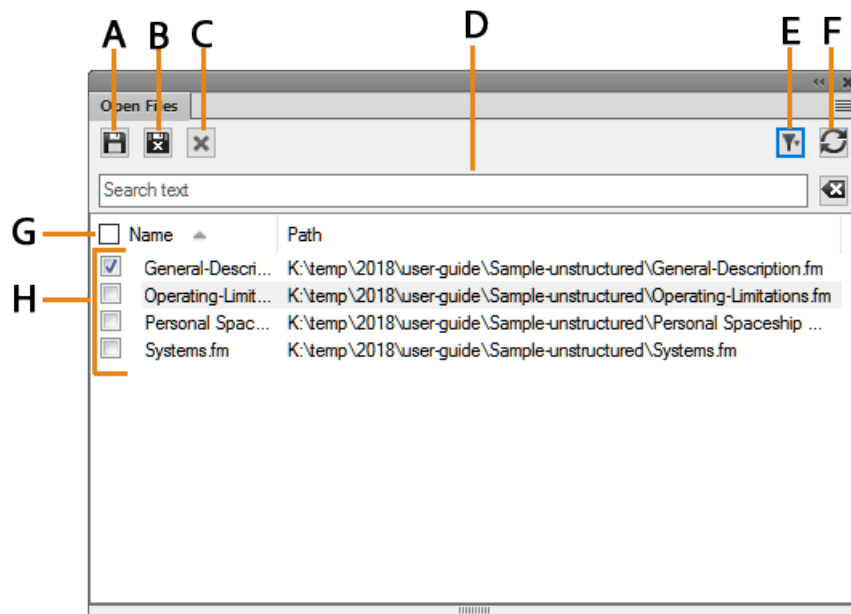 A B C D E F
Open Files
Search text
G
Name Path
H
General-Descri... K:\temp\2018\user-guide\Sample-unstructured\General-Description.fm
Operating-Limit... K:\temp\2018\user-guide\Sample-unstructured\Operating-Limitations.fm
Personal Spac... K:\temp\2018\user-guide\Sample-unstructured\Personal Spaceship ...
Systems.fm K:\temp\2018\user-guide\Sample-unstructured\Systems.fm